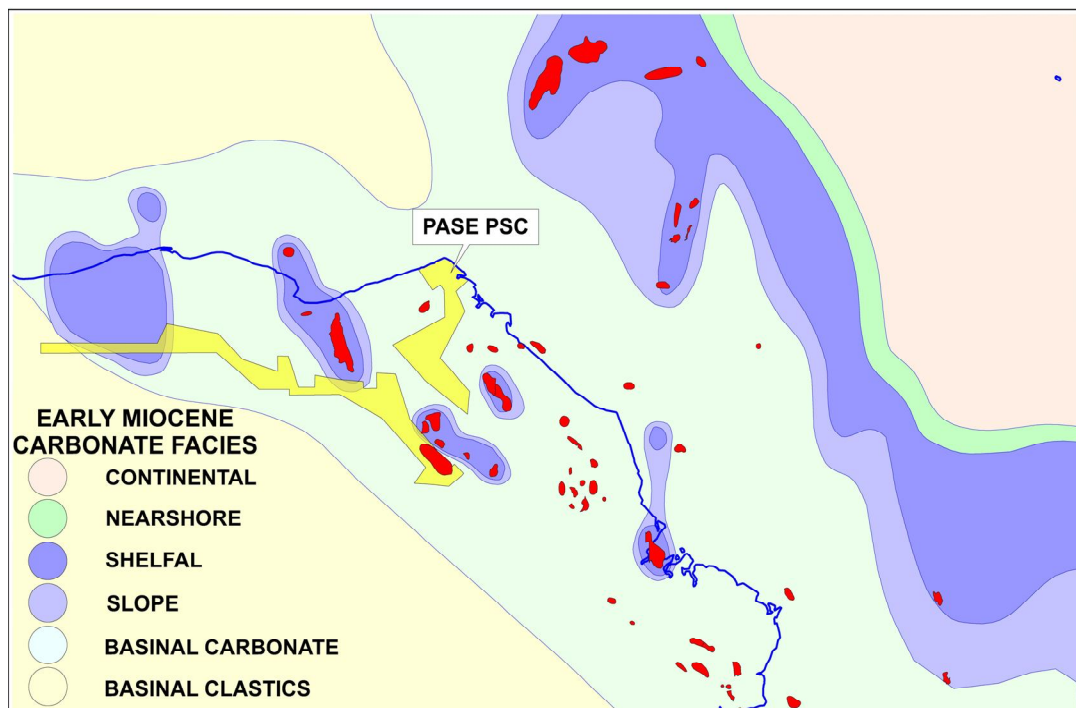 PASE PSC
EARLY MIOCENE
CARBONATE FACIES
CONTINENTAL
NEARSHORE
SHELFAL
SLOPE
BASINAL CARBONATE
BASINAL CLASTICS